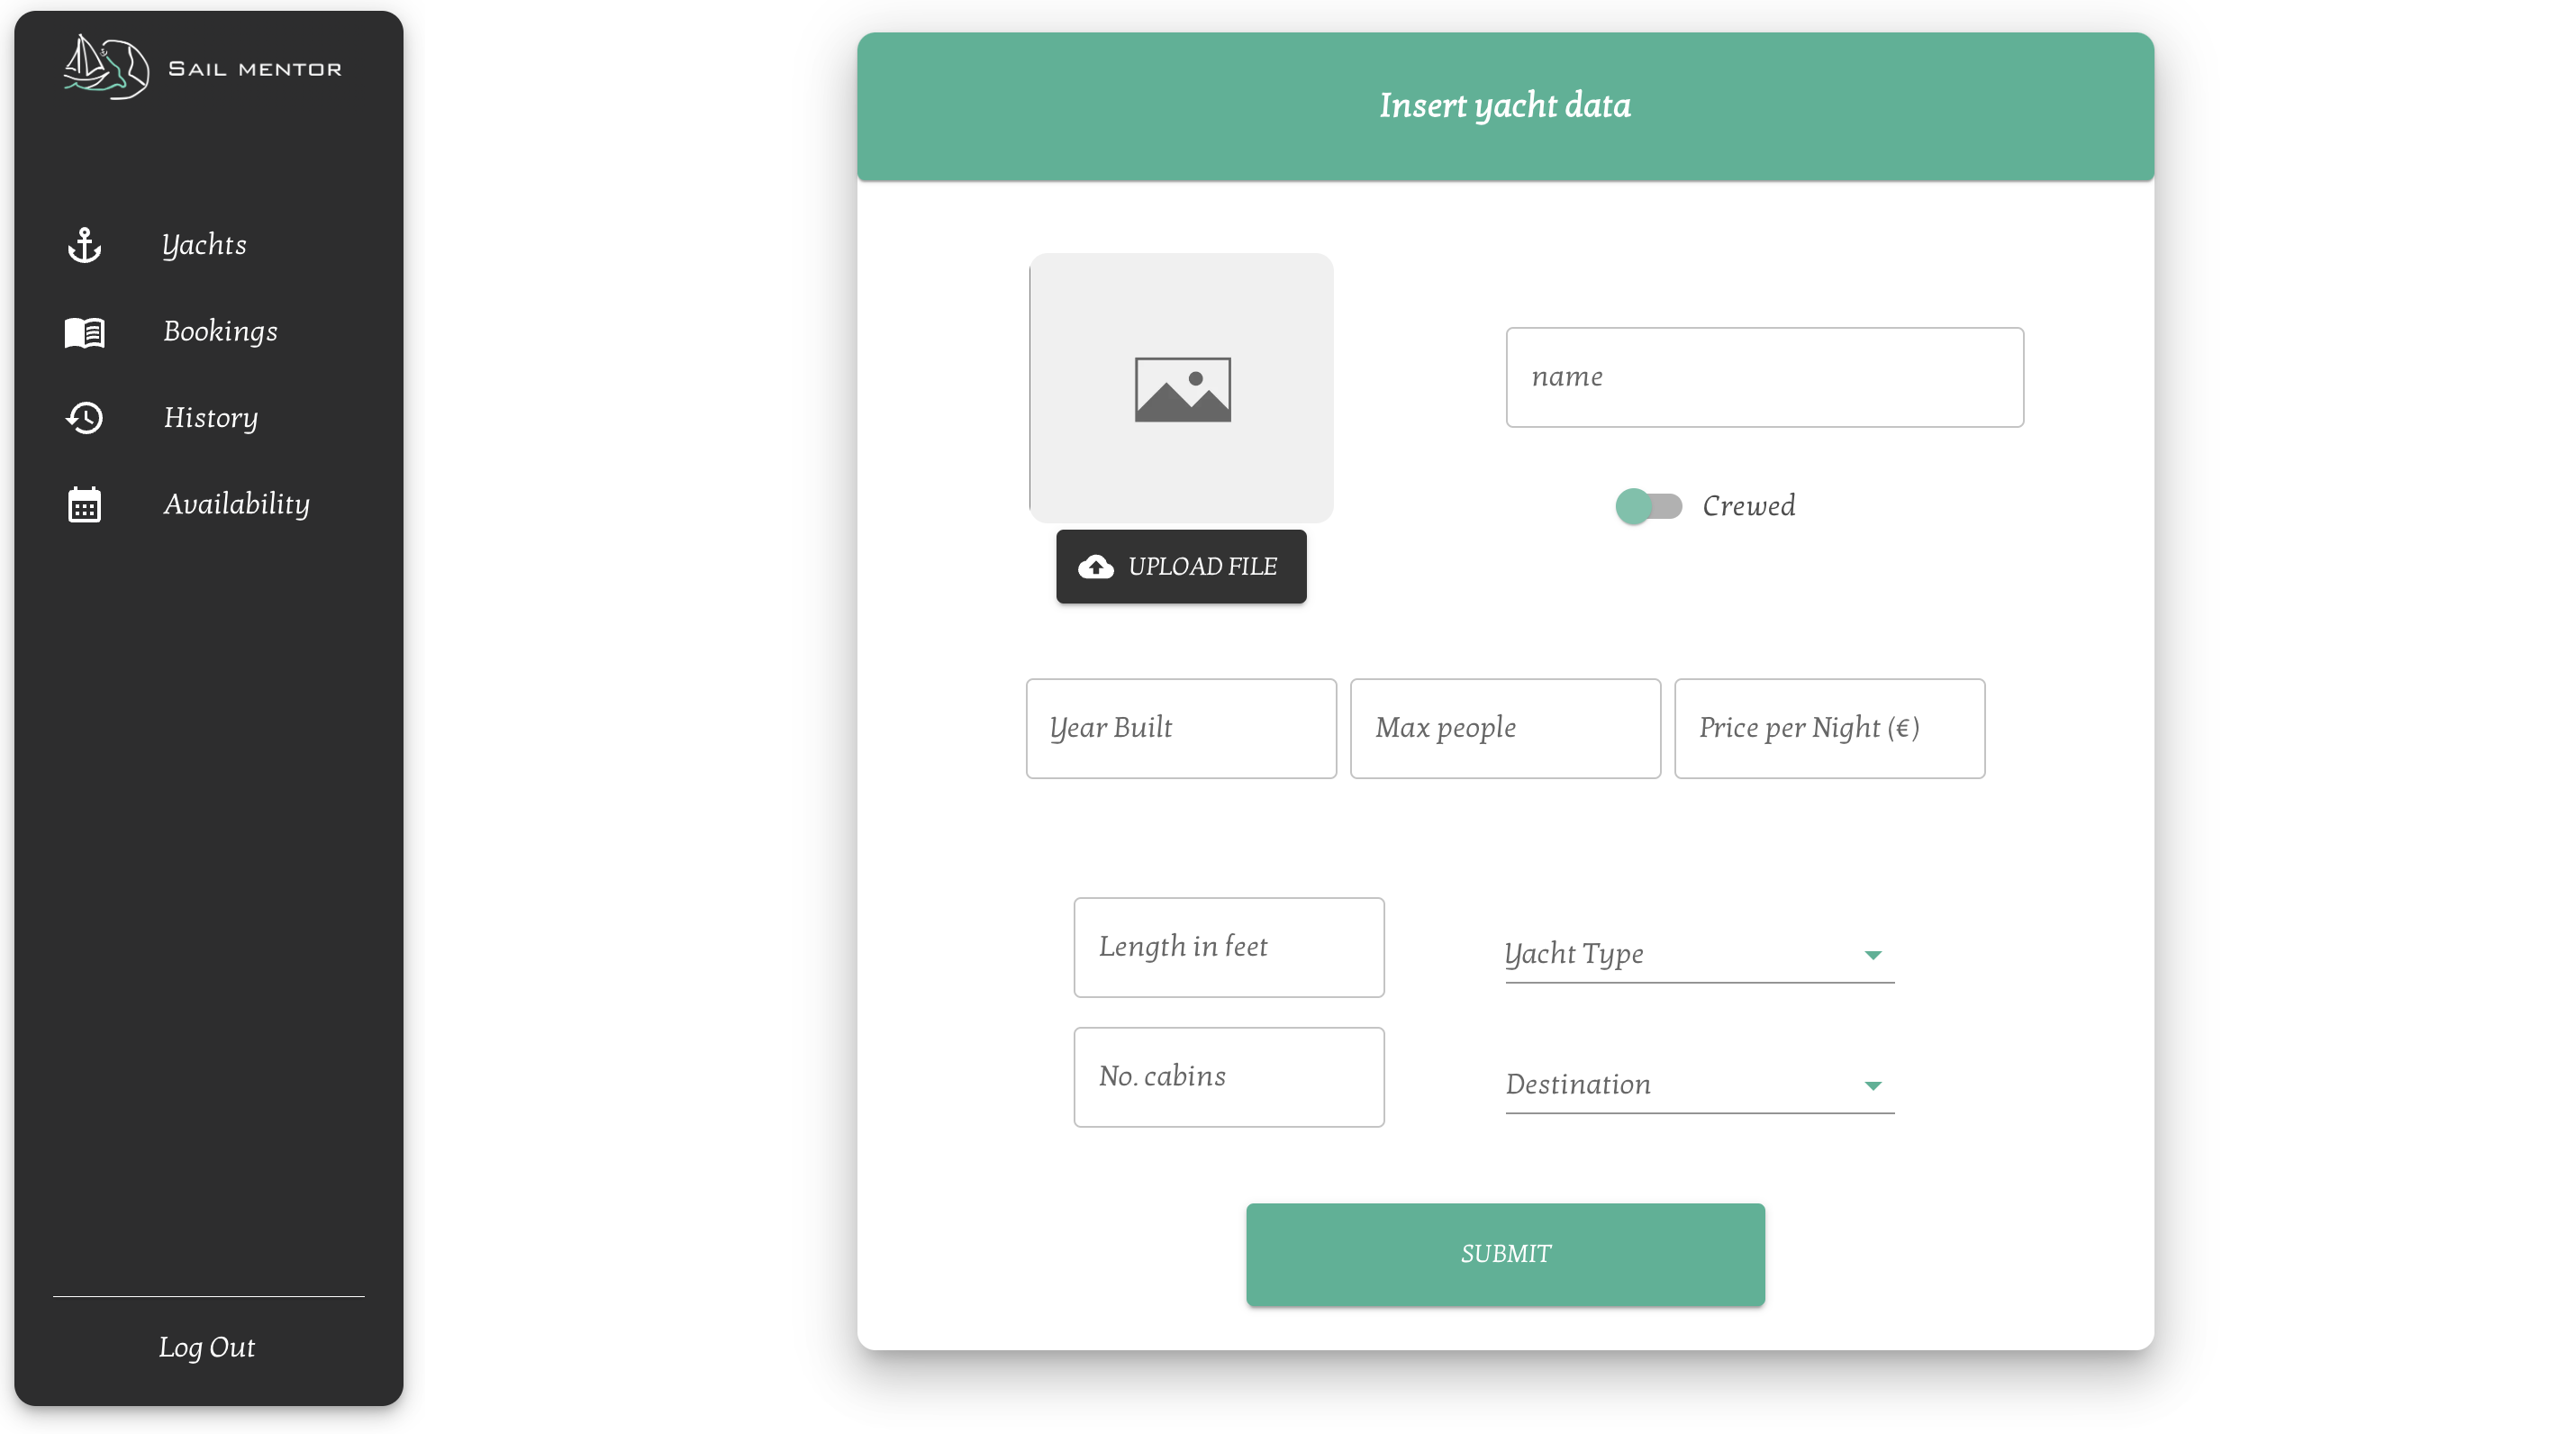 SAIL MENTOR
Yachts
Bookings
History
Availability
Log Out
Insert yacht data
name
Crewed
UPLOAD FILE
Year Built
Max people
Price per Night (€)
Length in feet
Yacht Type
No. cabins
Destination
SUBMIT